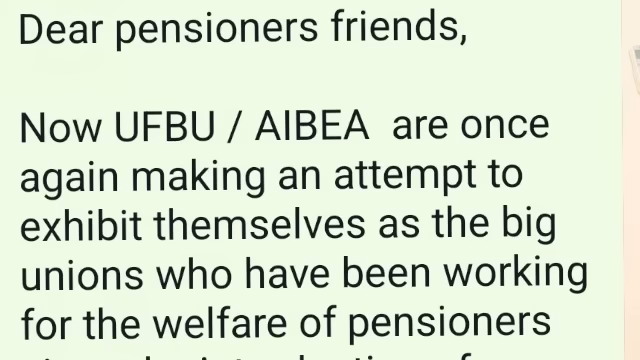 Dear pensioners friends,
Now UFBU / AIBEA are once
again making an attempt to
exhibit themselves as the big
unions who have been working
for the welfare of pensioners